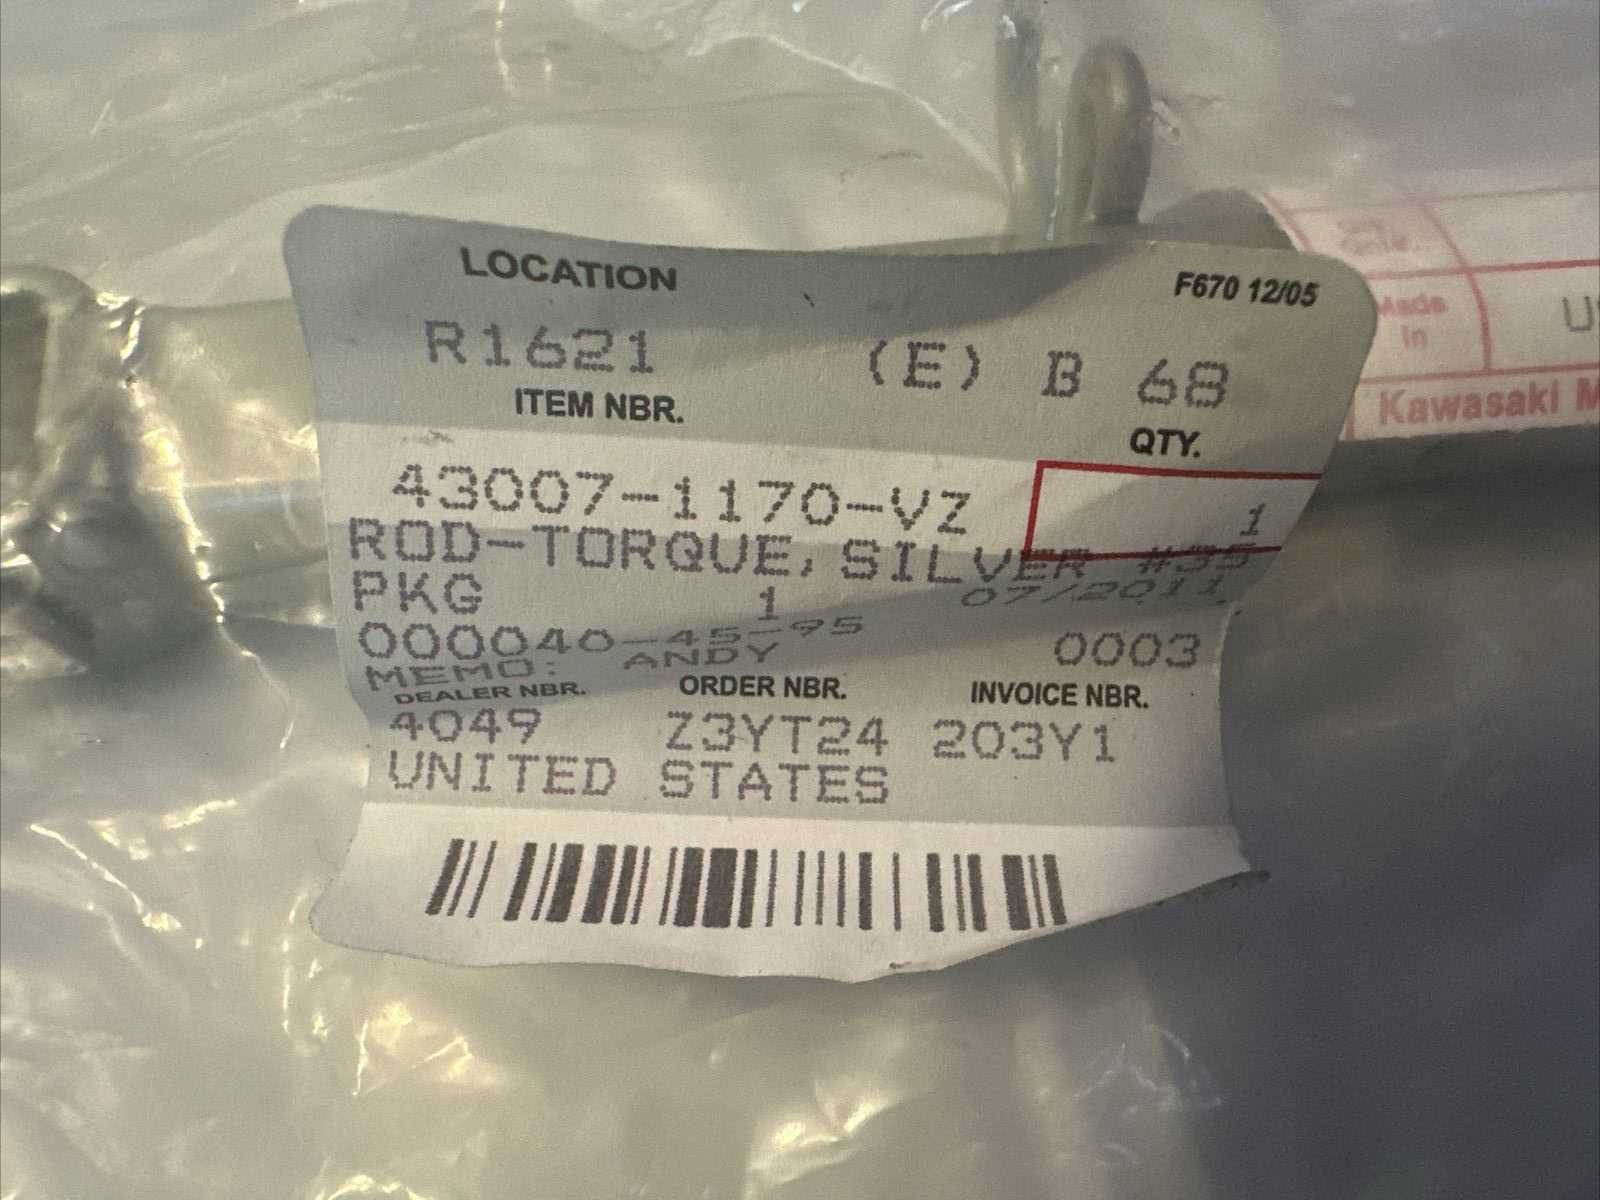 LOCATION
F670 12/05
R1621 (E) B 68
ITEM NBR.
QTY.
43007-1170-VZ 1
ROD-TORQUE, SILVER #35
PKG 1 07/2011
000040-45-95 0003
MEMO: ANDY
DEALER NBR. ORDER NBR. INVOICE NBR.
4049 Z3YT24 203Y1
UNITED STATES
Made
In
Kawasaki